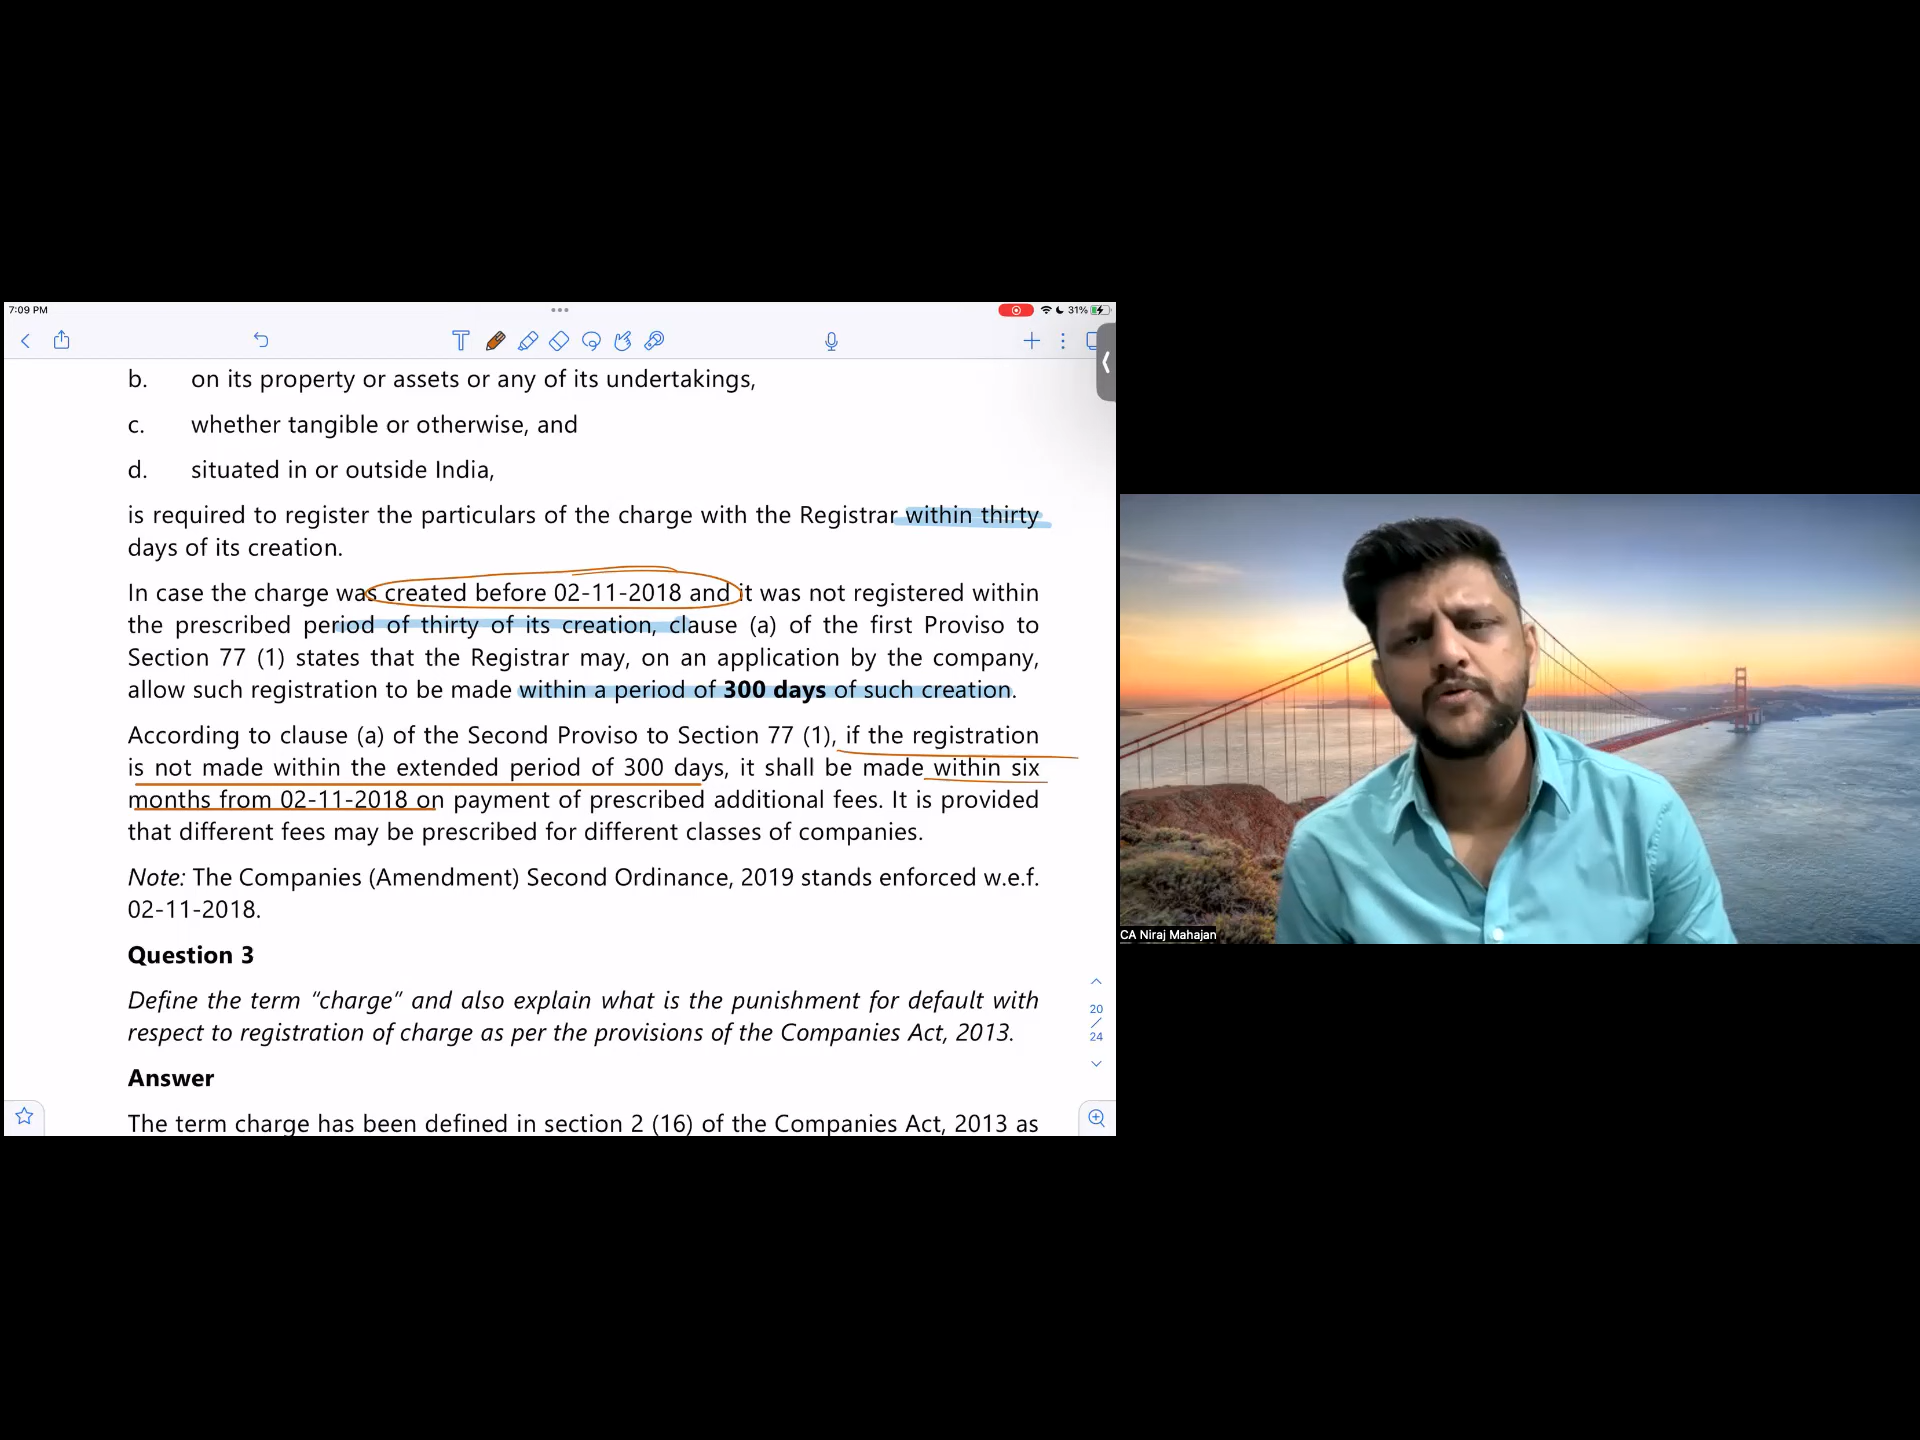 7:09 PM
31%
b. on its property or assets or any of its undertakings,
c. whether tangible or otherwise, and
d. situated in or outside India,
is required to register the particulars of the charge with the Registrar within thirty
days of its creation.
In case the charge was created before 02-11-2018 and it was not registered within
the prescribed period of thirty of its creation, clause (a) of the first Proviso to
Section 77 (1) states that the Registrar may, on an application by the company,
allow such registration to be made within a period of 300 days of such creation.
According to clause (a) of the Second Proviso to Section 77 (1), if the registration
is not made within the extended period of 300 days, it shall be made within six
months from 02-11-2018 on payment of prescribed additional fees. It is provided
that different fees may be prescribed for different classes of companies.
Note: The Companies (Amendment) Second Ordinance, 2019 stands enforced w.e.f.
02-11-2018.
Question 3
Define the term “charge” and also explain what is the punishment for default with
respect to registration of charge as per the provisions of the Companies Act, 2013.
Answer
The term charge has been defined in section 2 (16) of the Companies Act, 2013 as
20
24
CA Niraj Mahajan